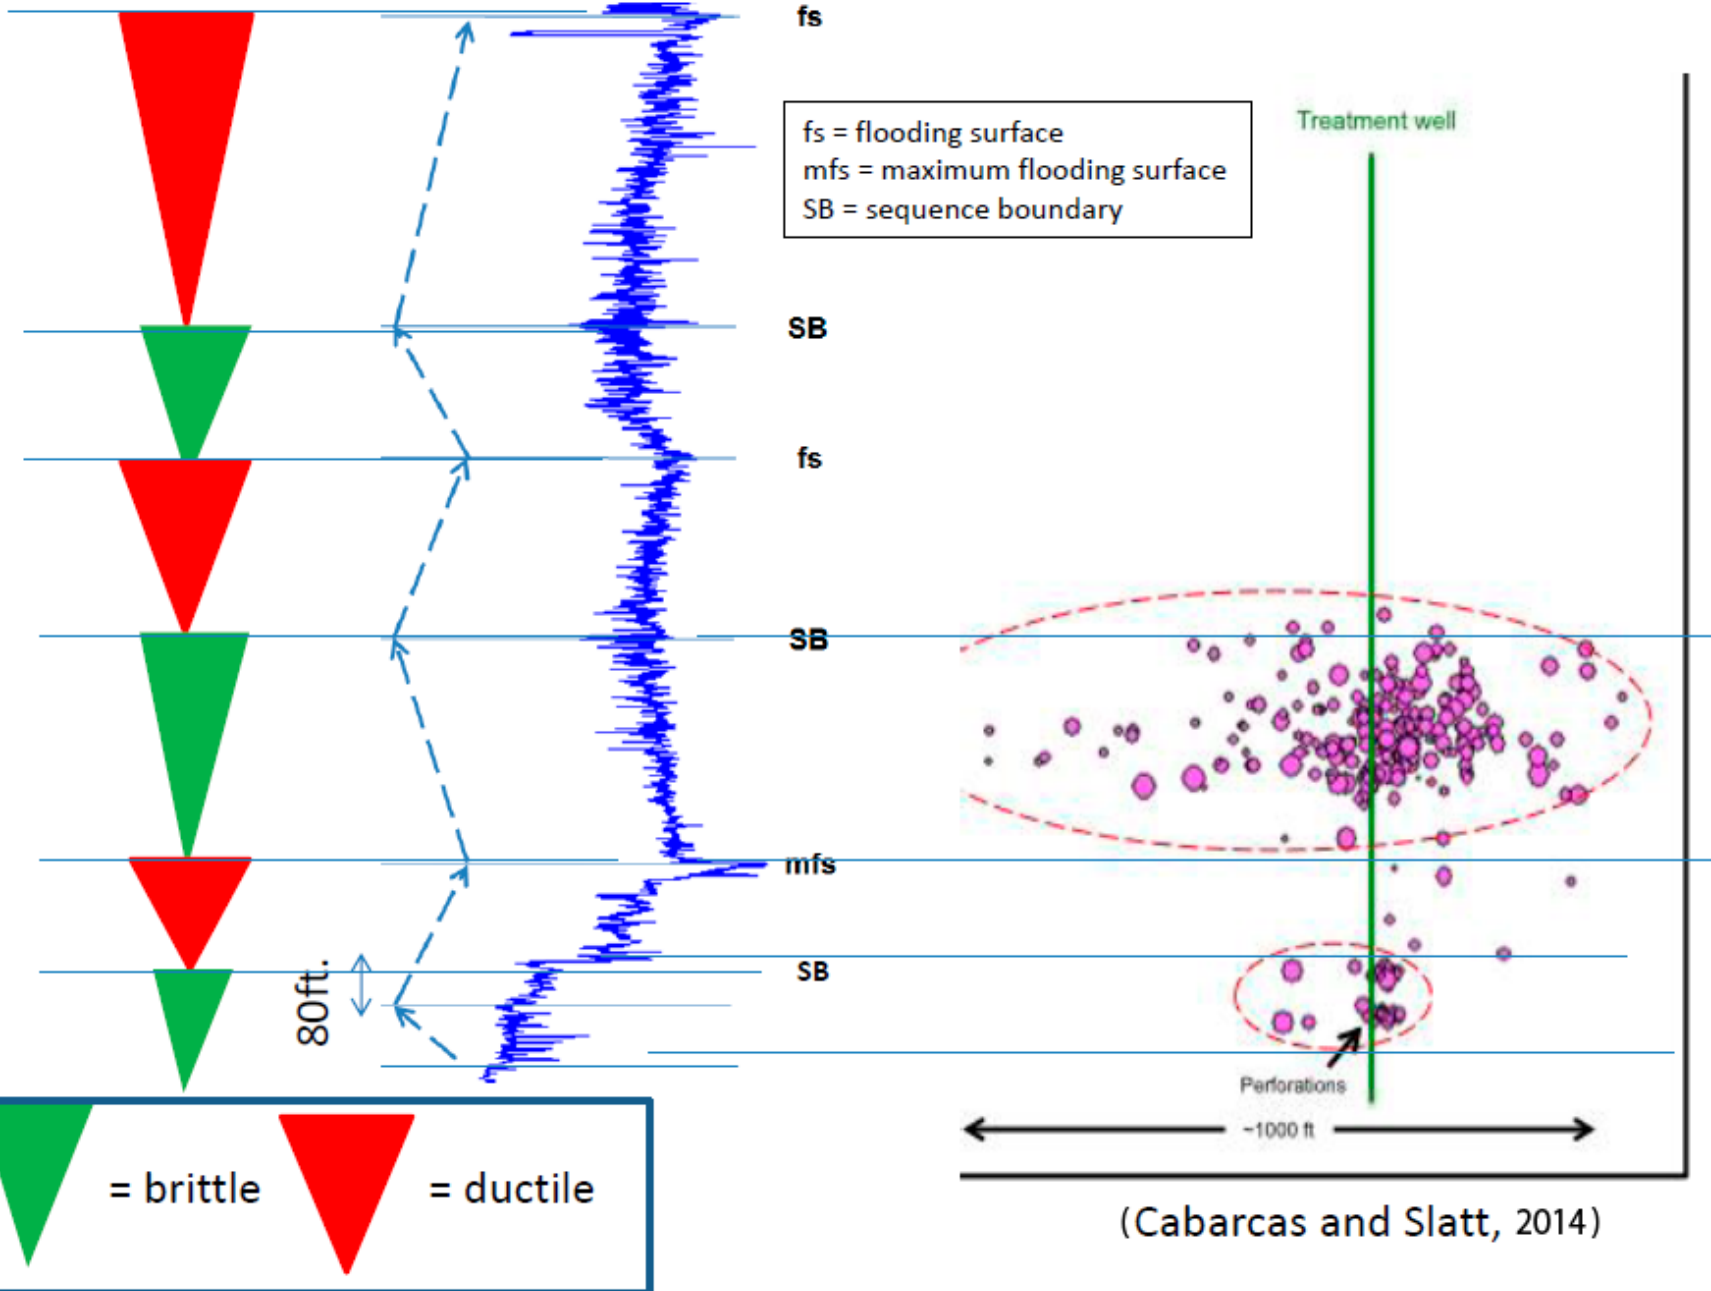 fs
fs = flooding surface
mfs = maximum flooding surface
SB = sequence boundary
Treatment well
SB
fs
SB
mfs
SB
80ft.
Perforations
~1000 ft
= brittle
= ductile
(Cabarcas and Slatt, 2014)